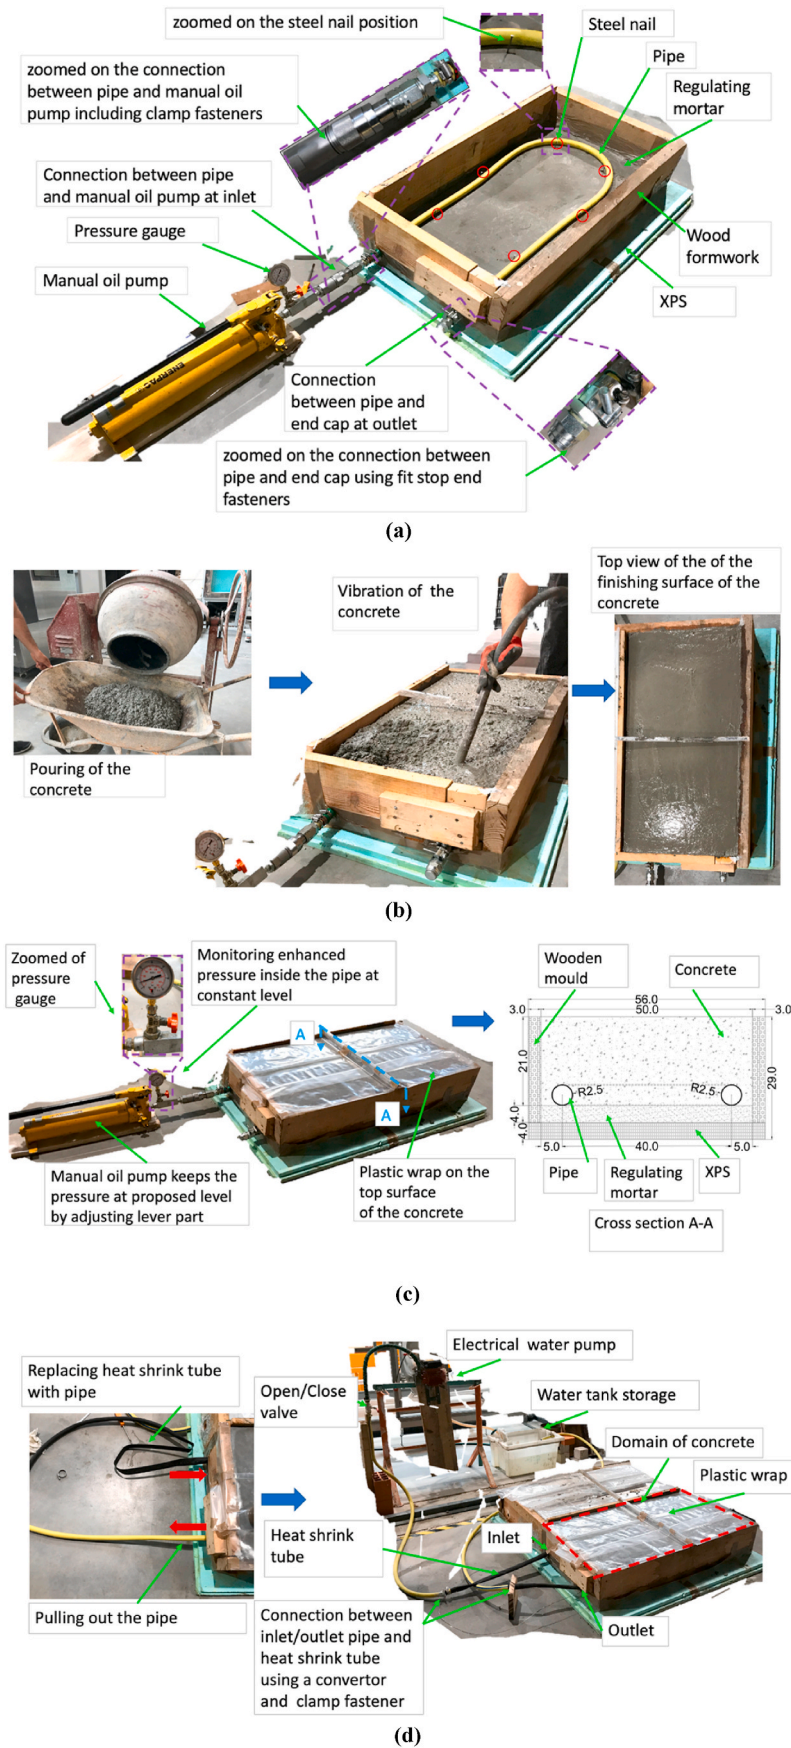 zoomed on the steel nail position
Steel nail
Pipe
zoomed on the connection
between pipe and manual oil
pump including clamp fasteners
Regulating
mortar
Connection between pipe
and manual oil pump at inlet
Pressure gauge
Wood
formwork
Manual oil pump
XPS
ENERPAC
Connection
between pipe and
end cap at outlet
zoomed on the connection between
pipe and end cap using fit stop end
fasteners
(a)
Vibration of the
concrete
Top view of the of the
finishing surface of the
concrete
Pouring of the
concrete
(b)
Zoomed of
pressure
gauge
Monitoring enhanced
pressure inside the pipe at
constant level
Wooden
mould
Concrete
A
A
56.0
3.0
50.0
3.0
21.0
29.0
R2.5
R2.5
4.0
4.0
5.0
40.0
5.0
Manual oil pump keeps the
pressure at proposed level
by adjusting lever part
Plastic wrap on the
top surface
of the concrete
Pipe
Regulating
mortar
XPS
Cross section A-A
(c)
Electrical water pump
Replacing heat shrink tube
with pipe
Open/Close
valve
Water tank storage
Domain of concrete
Plastic wrap
Heat shrink
tube
Inlet
Pulling out the pipe
Connection between
inlet/outlet pipe and
heat shrink tube
using a convertor
and clamp fastener
Outlet
(d)